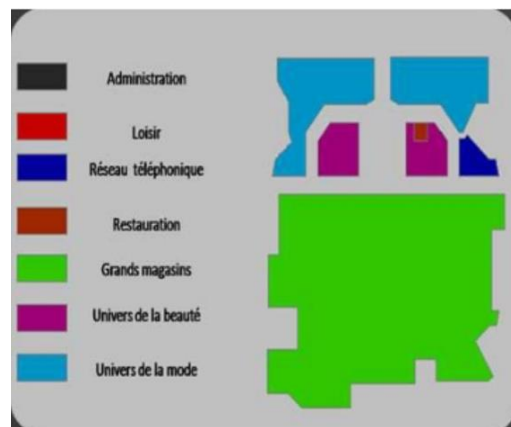 Administration
Loisir
Réseau téléphonique
Restauration
Grands magasins
Univers de la beauté
Univers de la mode